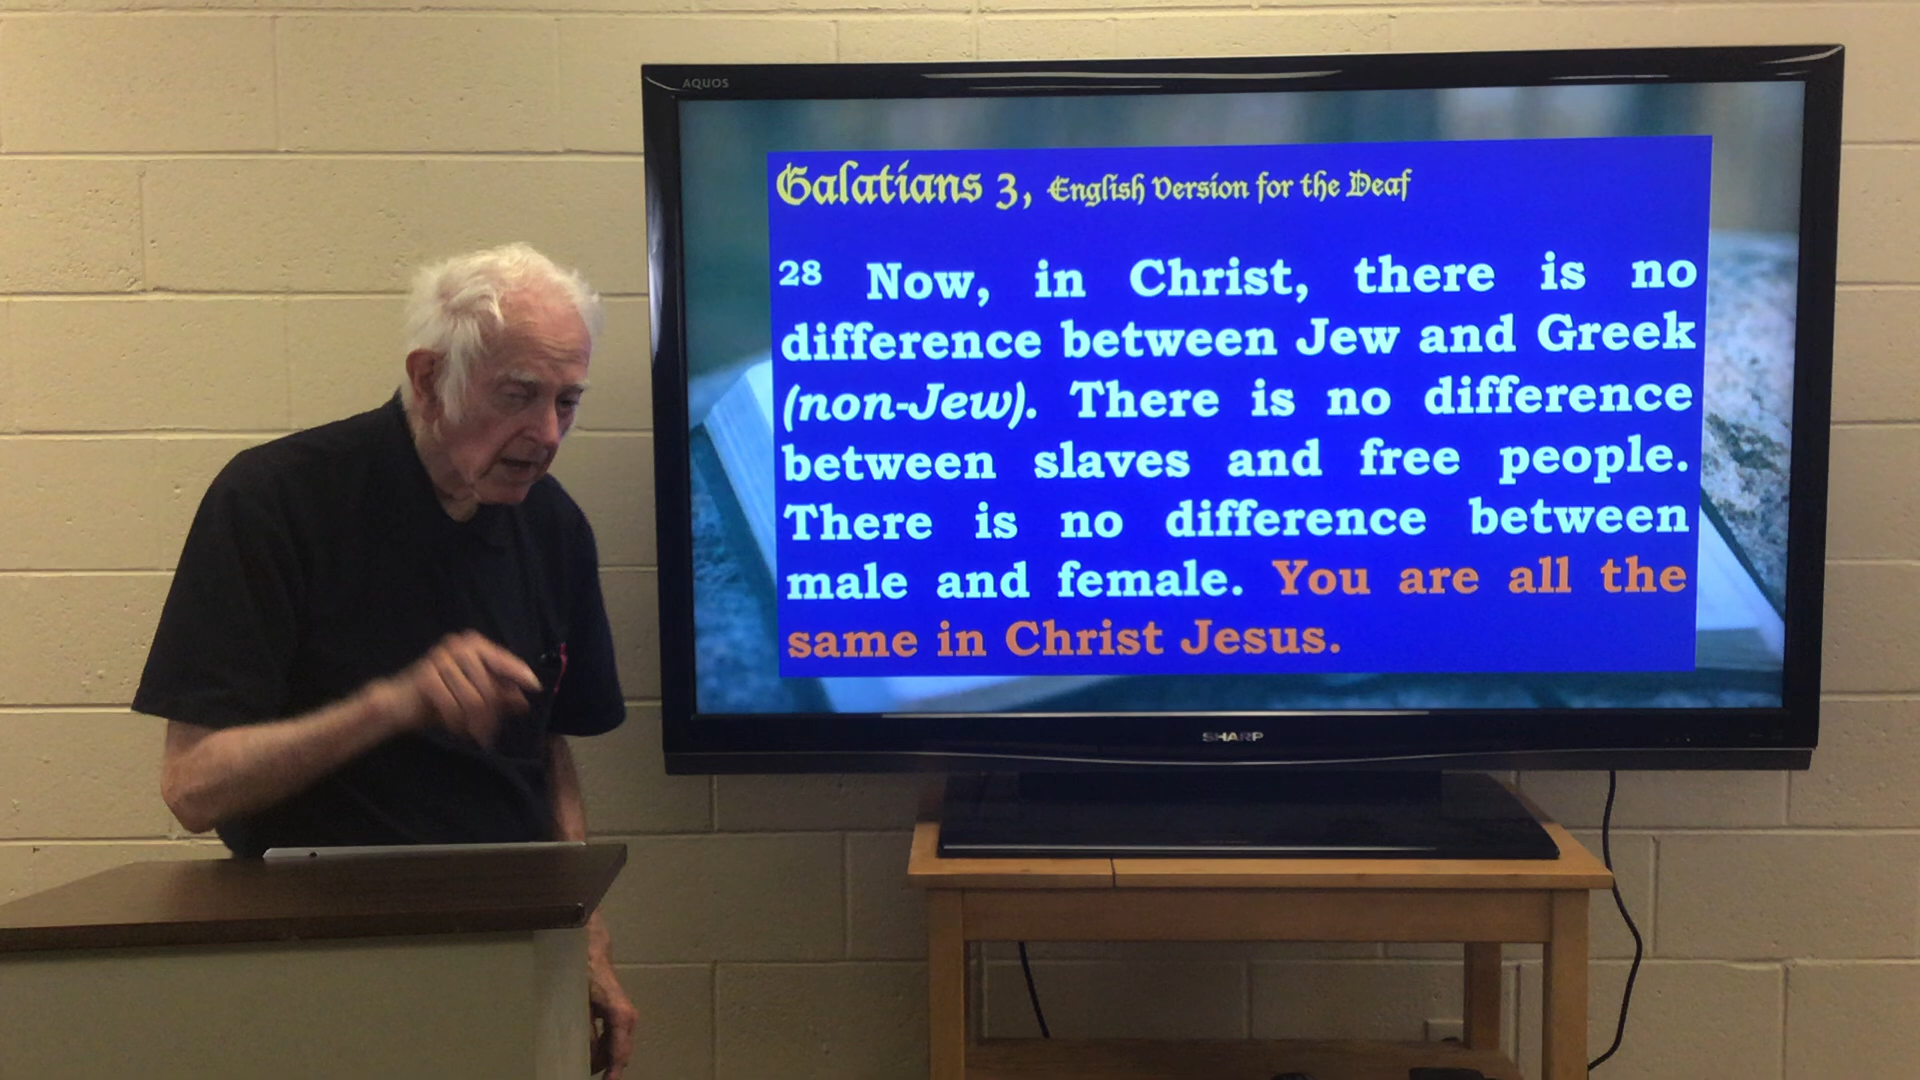 AQUOS
Galatians 3, English Version for the Deaf
28 Now, in Christ, there is no
difference between Jew and Greek
(non-Jew). There is no difference
between slaves and free people.
There is no difference between
male and female. You are all the
same in Christ Jesus.
SHARP